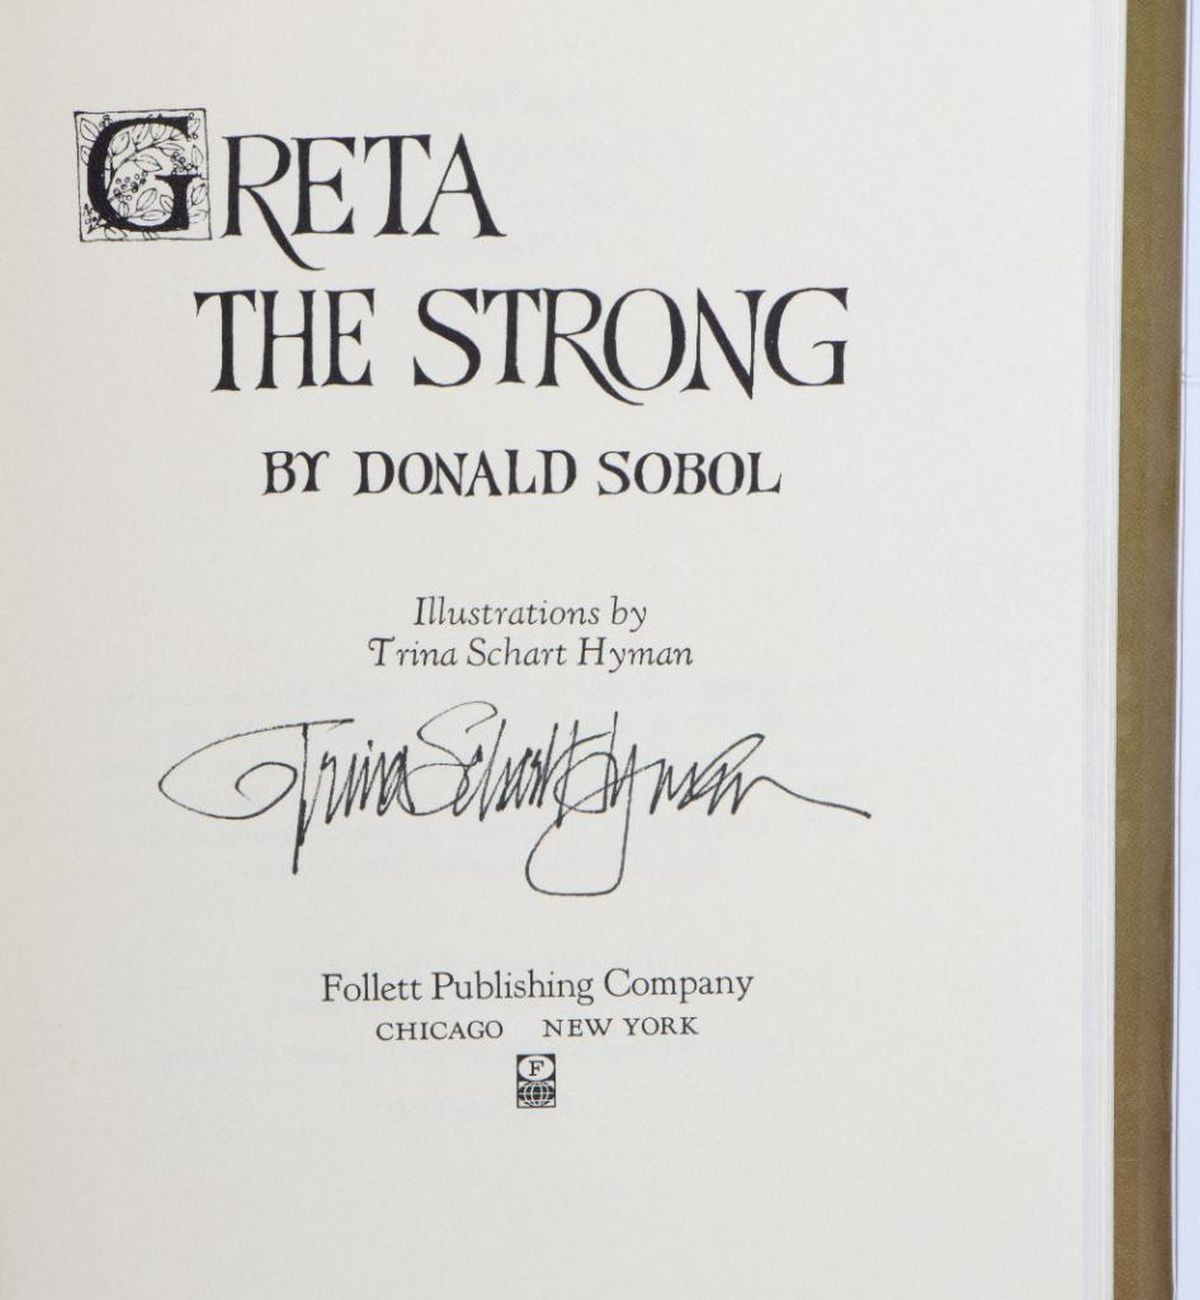 GRETA
THE STRONG
BY DONALD SOBOL
Illustrations by
Trina Schart Hyman
Trina Schart Hyman
Follett Publishing Company
CHICAGO NEW YORK
F